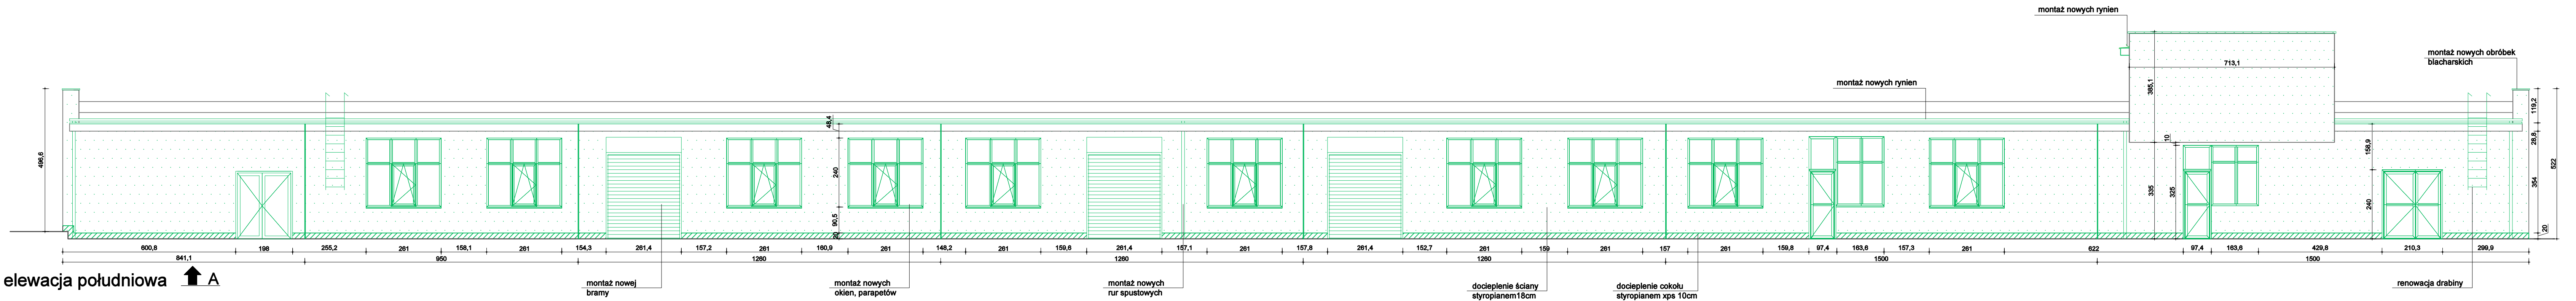 montaż nowych rynien
montaż nowych obróbek
blacharskich
713,1
montaż nowych rynien
385,1
119,2
48,4
496,6
10
158,9
28,8
522
240
335
325
240
354
90,5
20
20
600,8 198 255,2 261 158,1 261 154,3 261,4 157,2 261 160,9 261 148,2 261 159,6 261,4 157,1 261 157,8 261,4 152,7 261 159 261 157 261 159,8 97,4 163,6 157,3 261 622 97,4 163,6 429,8 210,3 299,9
841,1 950 1260 1260 1260 1500 1500
elewacja południowa A
montaż nowej
bramy
montaż nowych
okien, parapetów
montaż nowych
rur spustowych
docieplenie ściany
styropianem18cm
docieplenie cokołu
styropianem xps 10cm
renowacja drabiny